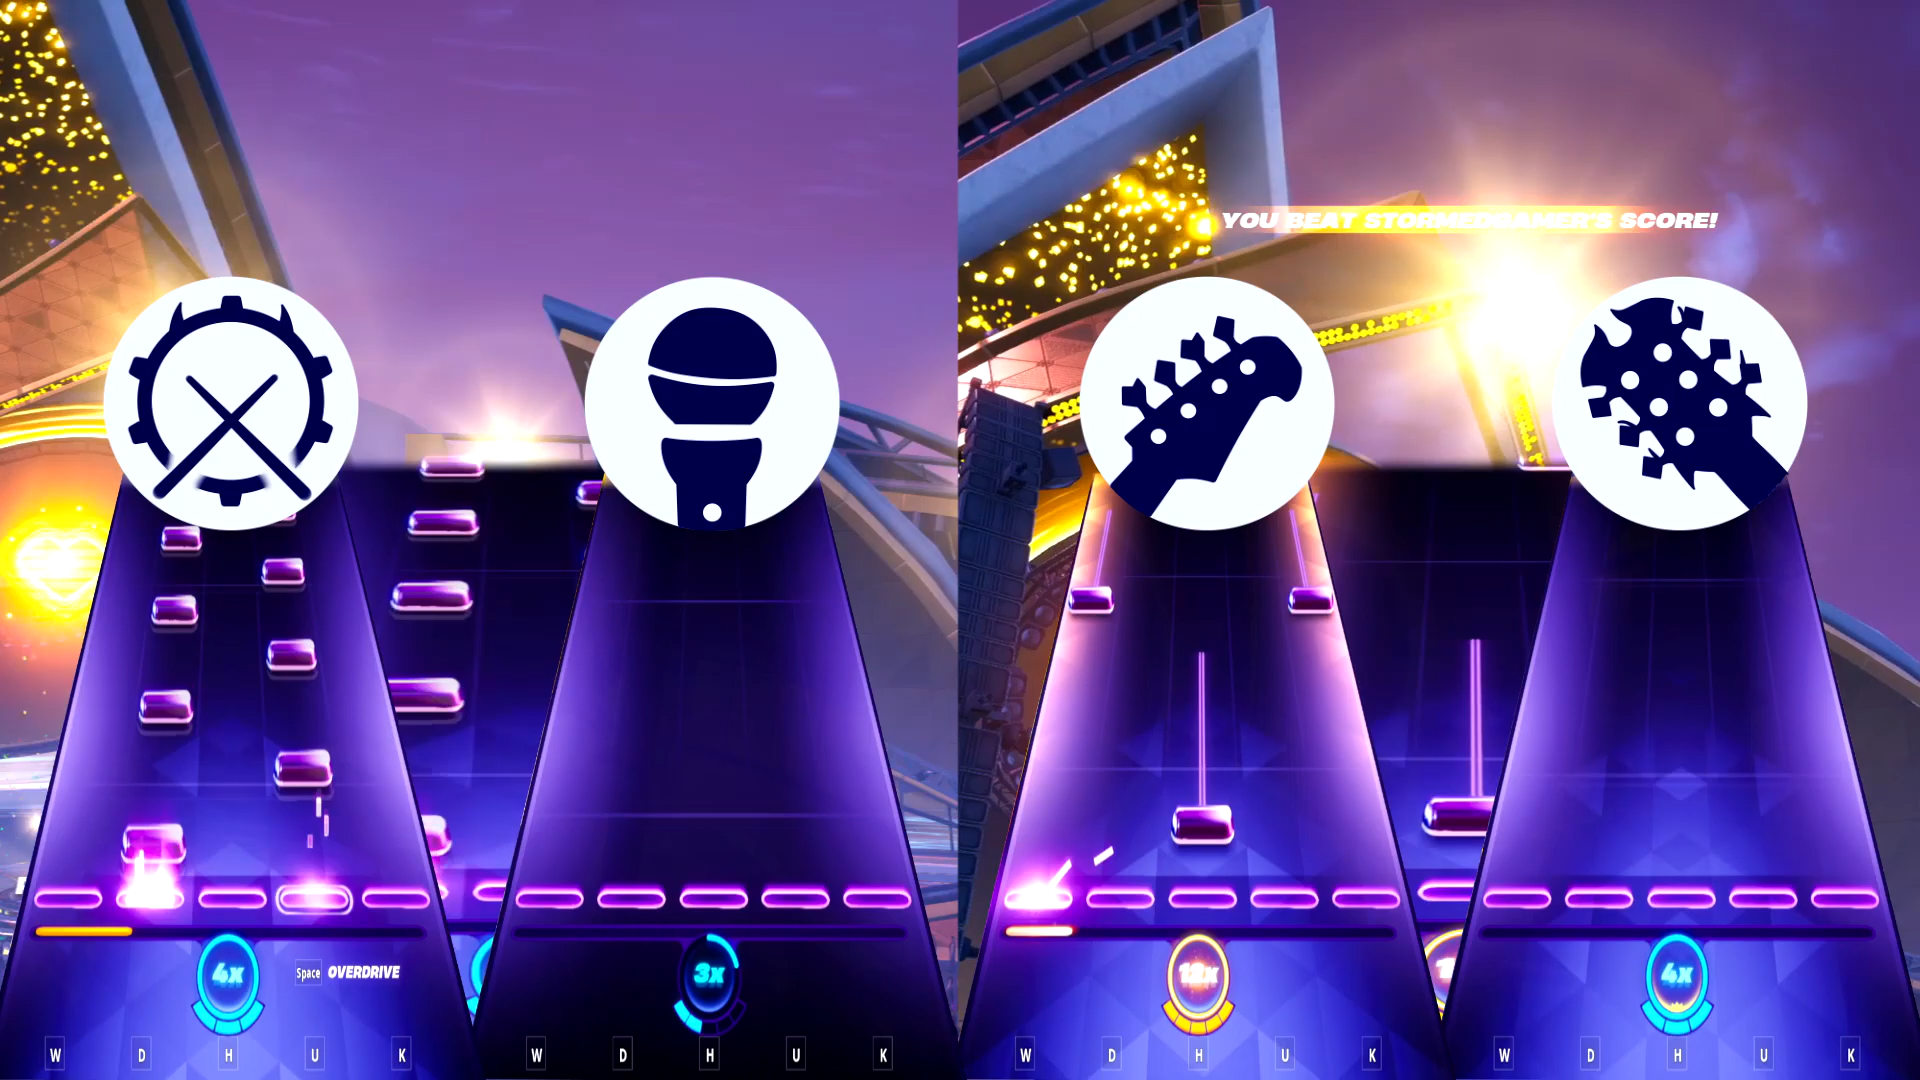 YOU BEAT STORMEDGAMER'S SCORE!
4x
Space OVERDRIVE
3x
12x
4x
W D H U K
W D H U K
W D H U K
W D H U K